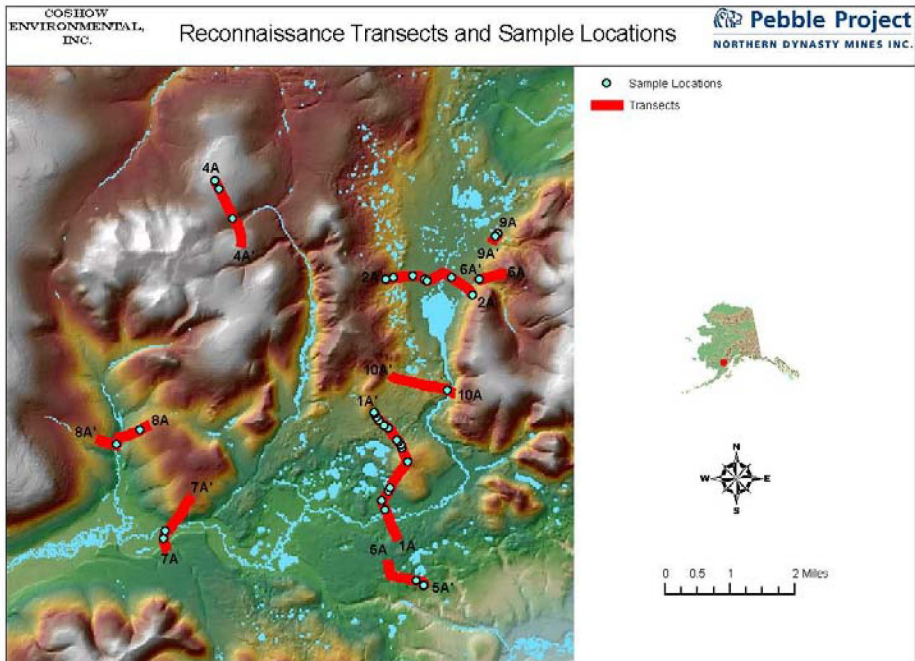 COSHOW
ENVIRONMENTAL,
INC.
Reconnaissance Transects and Sample Locations
Pebble Project
NORTHERN DYNASTY MINES INC.
Sample Locations
Transects
4A
4A'
9A
9A'
2A'
6A'
6A
2A
10A'
10A
1A'
8A'
8A
7A'
7A
1A
5A
5A'
N
W
E
S
0 0.5 1 2 Miles